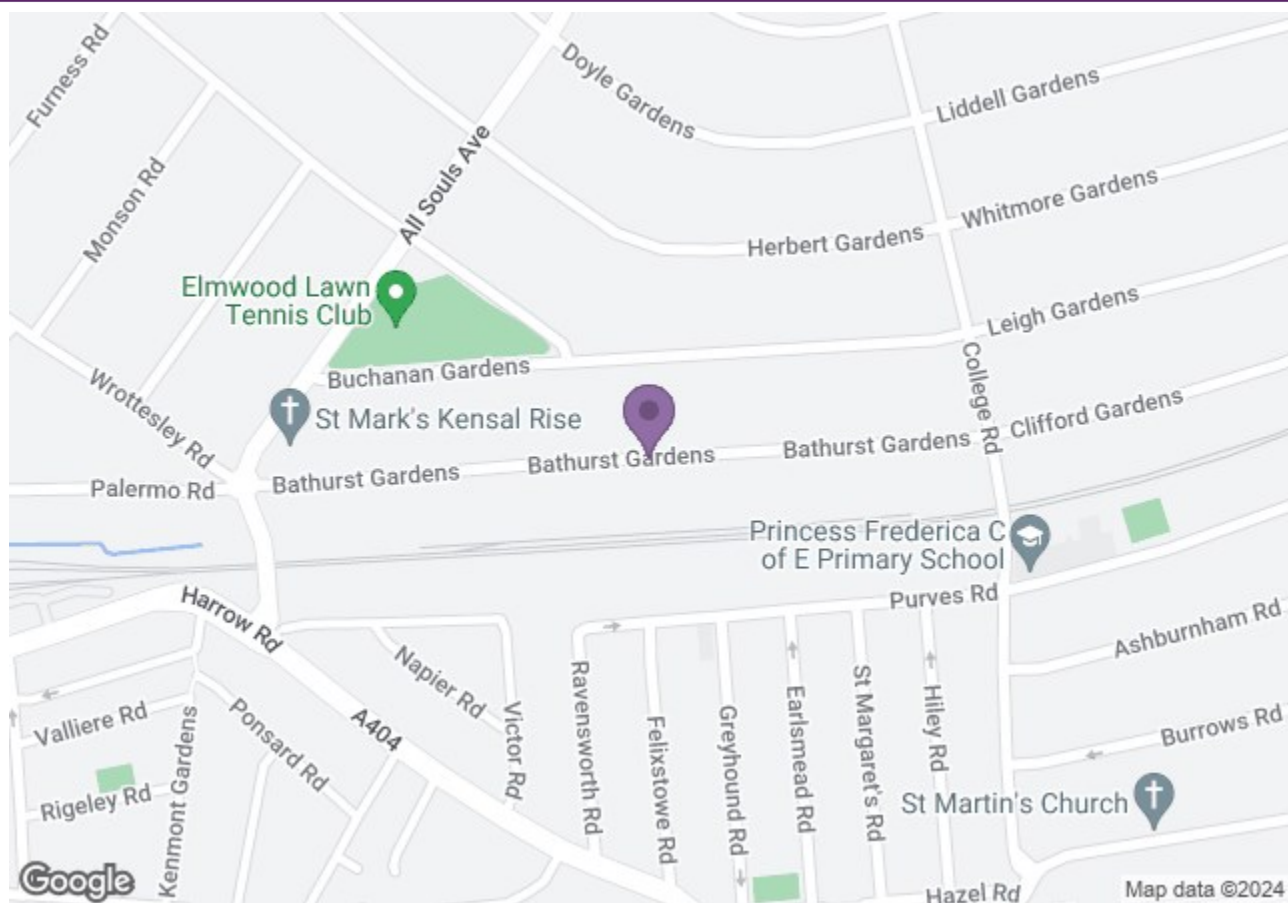 Furness Rd
Doyle Gardens
Liddell Gardens
Monson Rd
All Souls Ave
Whitmore Gardens
Herbert Gardens
Elmwood Lawn
Tennis Club
Leigh Gardens
Buchanan Gardens
College Rd
Wrottesley Rd
St Mark's Kensal Rise
Clifford Gardens
Bathurst Gardens
Bathurst Gardens
Bathurst Gardens
Palermo Rd
Princess Frederica C
of E Primary School
Purves Rd
Harrow Rd
Ashburnham Rd
Napier Rd
Valliere Rd
Ponsard Rd
A404
Victor Rd
Ravensworth Rd
Felixstowe Rd
Greyhound Rd
Earlsmead Rd
St Margaret's Rd
Hiley Rd
Burrows Rd
Rigeley Rd
Kenmont Gardens
St Martin's Church
Hazel Rd
Google
Map data ©2024